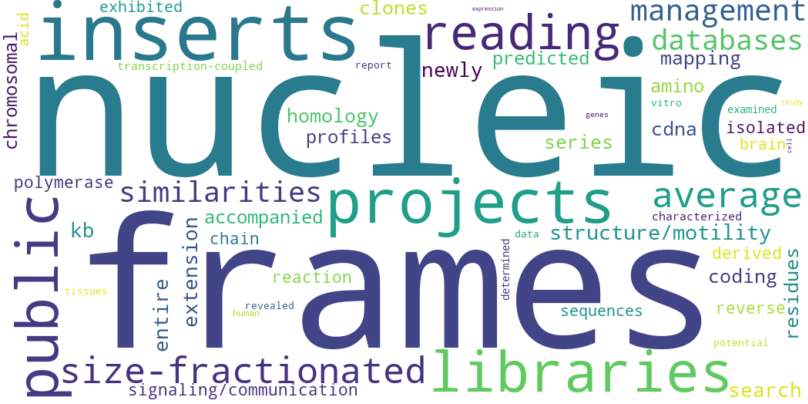 exhibited
clones
management
inserts
reading
databases
acid
chromosomal
transcription-coupled
report
newly
predicted
mapping
nucleic
amino
vitro
study
genes
examined
homology
profiles
series
cdna
isolated
brain
cell
polymerase
similarities
projects
average
public
kb
accompanied
characterized
chain
extension
data
structure/motility
frames
determined
derived
reaction
coding
residues
entire
tissues
revealed
human
sequences
reverse
potential
size-fractionated
libraries
signaling/communication
search
expression